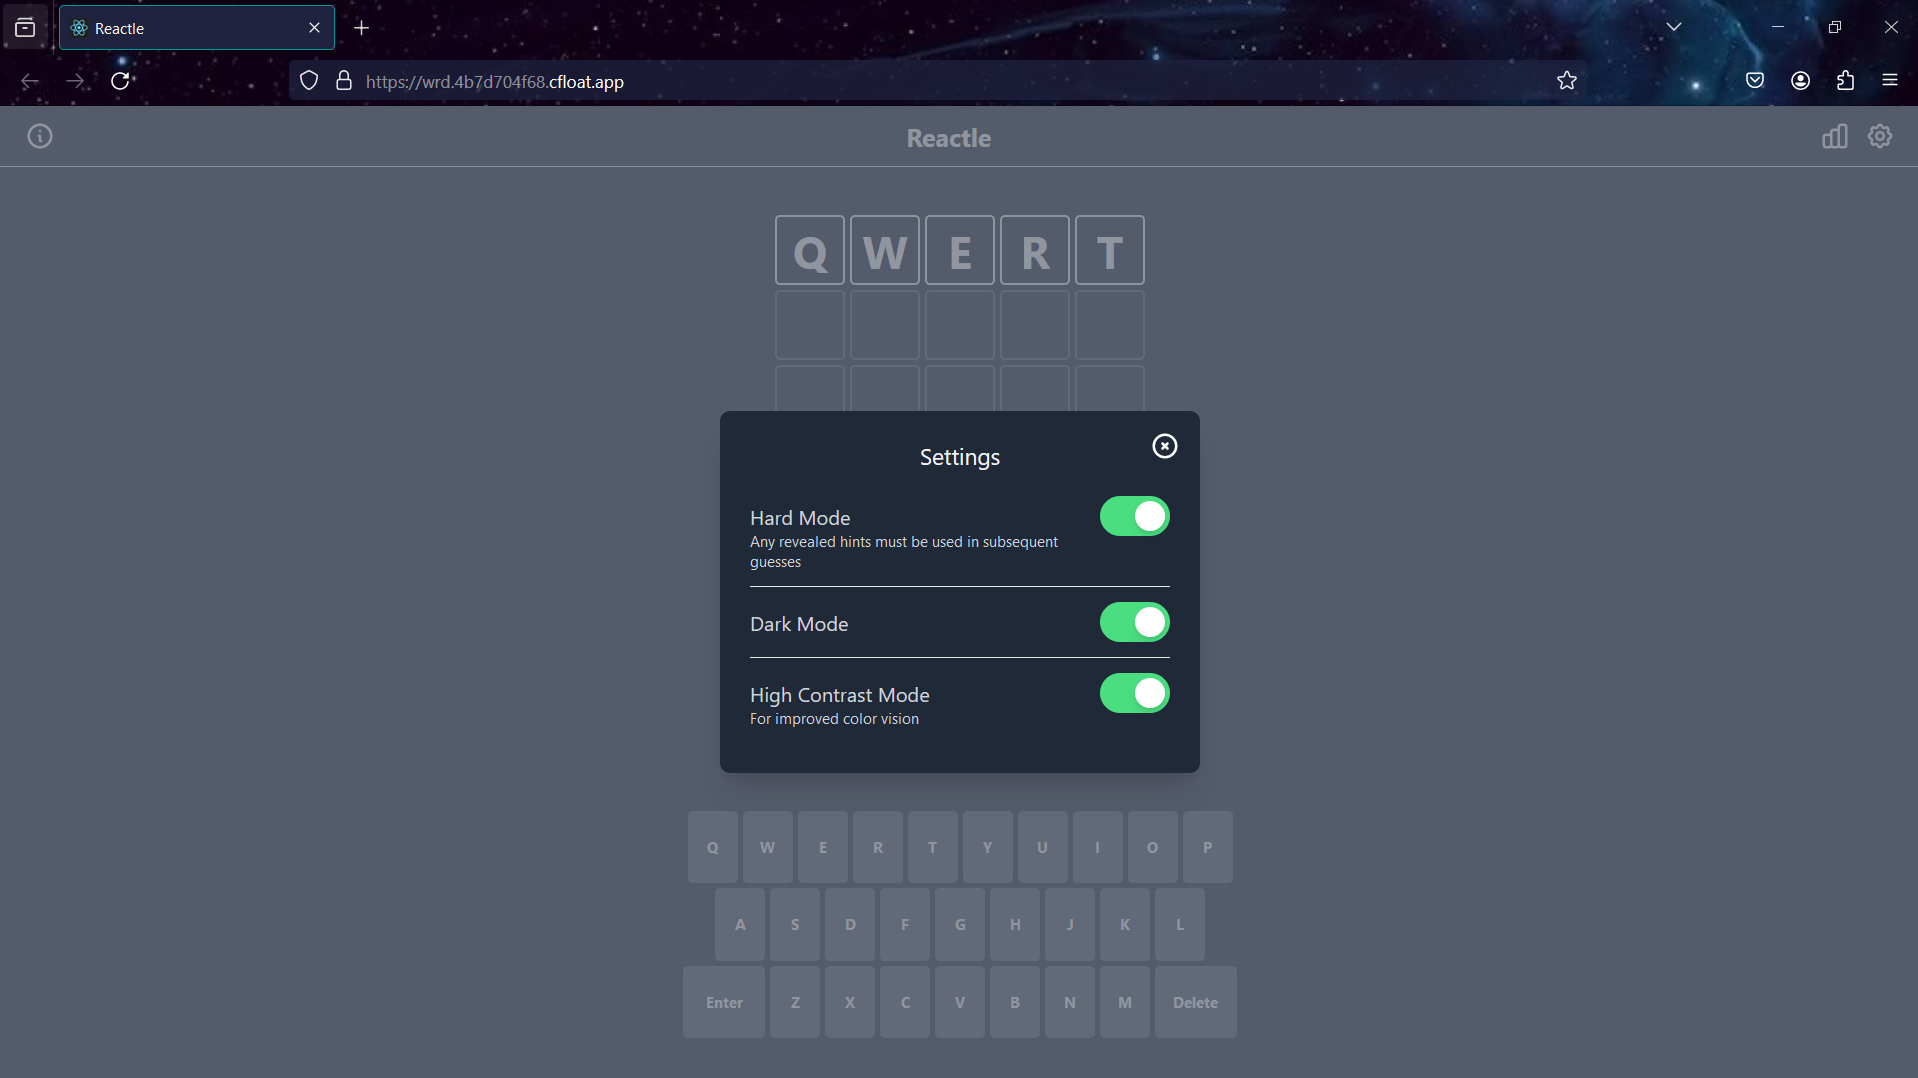 Reactle
https://wrd.4b7d704f68.cfloat.app
Reactle
Q W E R T
Settings
Hard Mode
Any revealed hints must be used in subsequent
guesses
Dark Mode
High Contrast Mode
For improved color vision
Q W E R T Y U I O P
A S D F G H J K L
Enter Z X C V B N M Delete